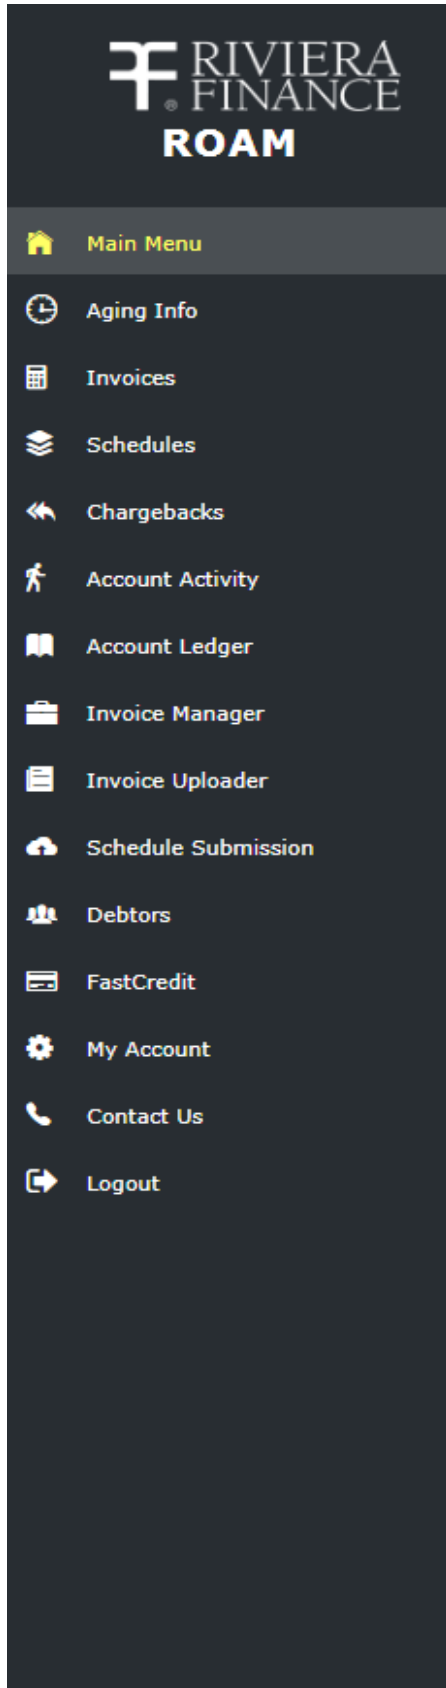 RIVIERA
FINANCE
®
ROAM
Main Menu
Aging Info
Invoices
Schedules
Chargebacks
Account Activity
Account Ledger
Invoice Manager
Invoice Uploader
Schedule Submission
Debtors
FastCredit
My Account
Contact Us
Logout